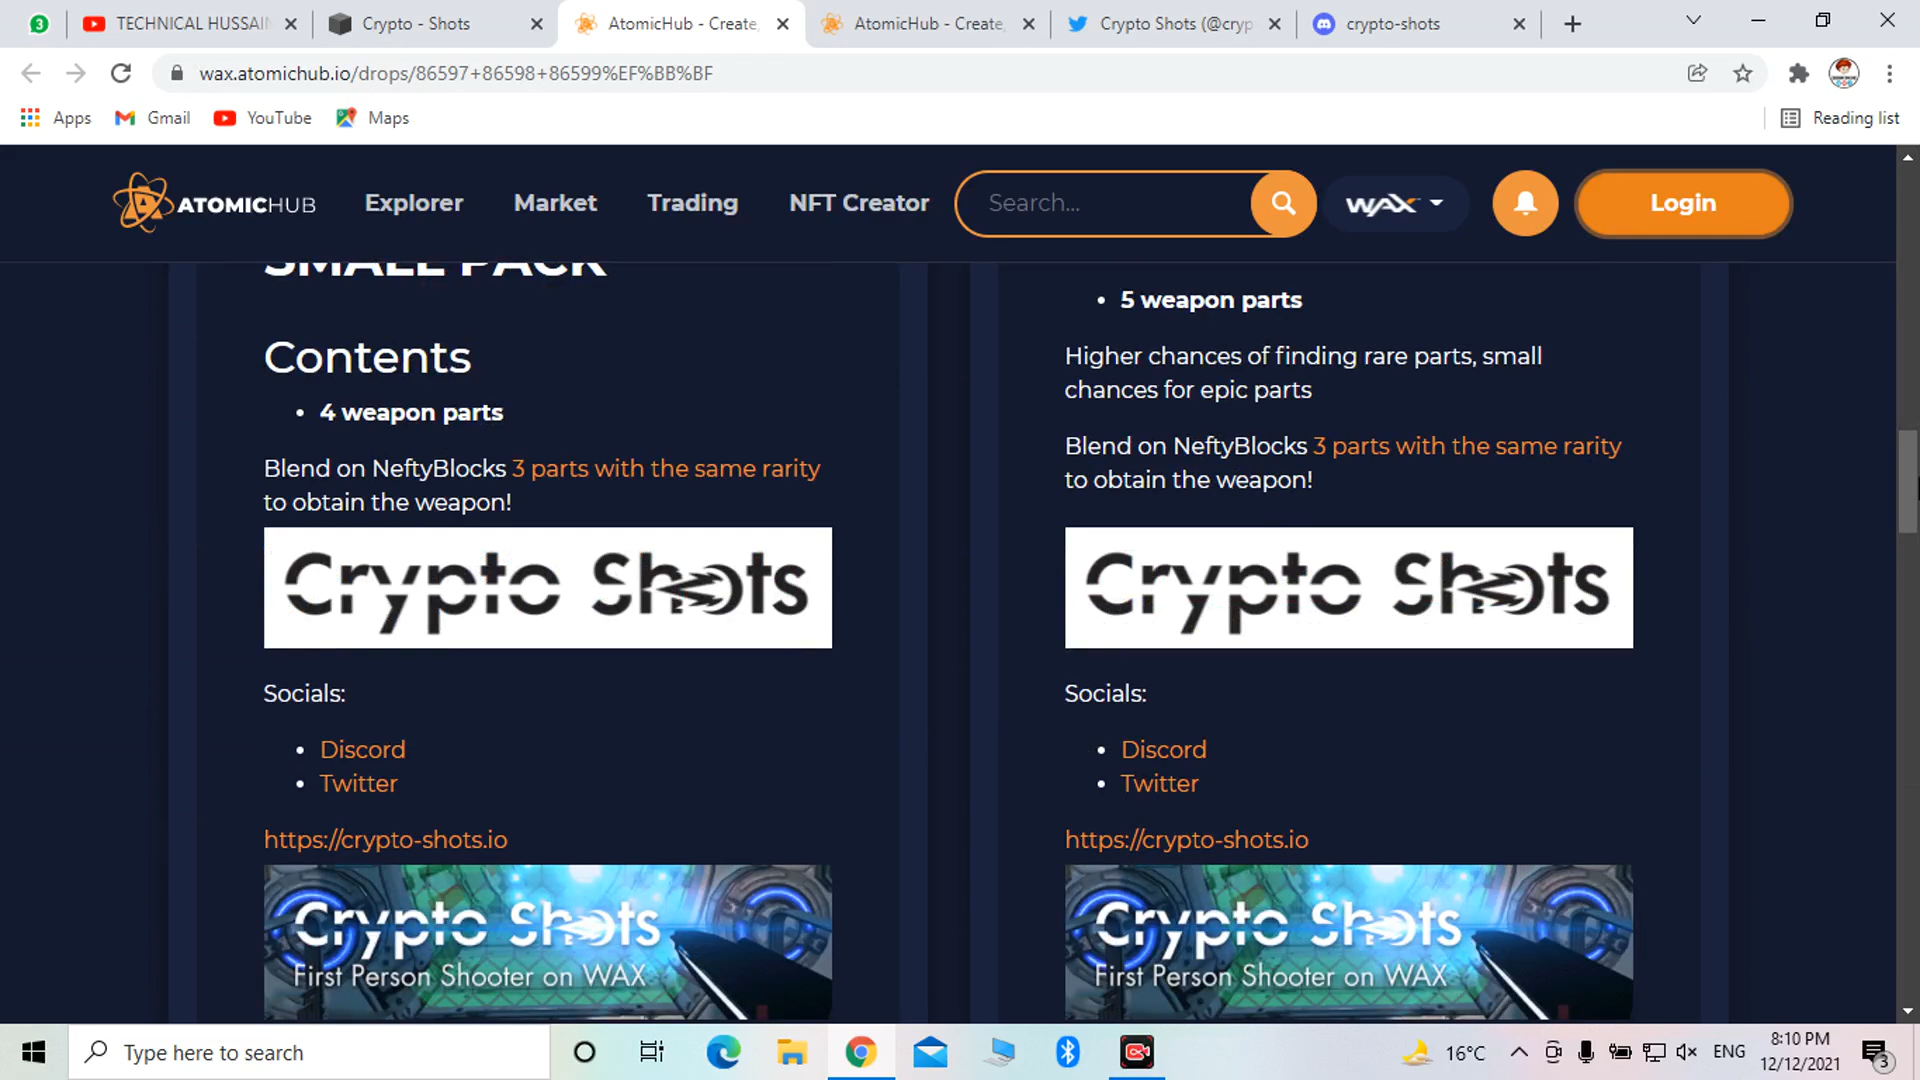 3
TECHNICAL HUSSAIN
Crypto - Shots
AtomicHub - Create,
AtomicHub - Create,
Crypto Shots (@cryp
crypto-shots
wax.atomichub.io/drops/86597+86598+86599%EF%BB%BF
Apps
Gmail
YouTube
Maps
Reading list
ATOMICHUB
Explorer
Market
Trading
NFT Creator
Search...
WAX
Login
SMALL PACK
Contents
• 4 weapon parts
Blend on NeftyBlocks 3 parts with the same rarity
to obtain the weapon!
Crypto Shots
Socials:
• Discord
• Twitter
https://crypto-shots.io
Crypto Shots
First Person Shooter on WAX
• 5 weapon parts
Higher chances of finding rare parts, small
chances for epic parts
Blend on NeftyBlocks 3 parts with the same rarity
to obtain the weapon!
Crypto Shots
Socials:
• Discord
• Twitter
https://crypto-shots.io
Crypto Shots
First Person Shooter on WAX
Type here to search
16°C
ENG
8:10 PM
12/12/2021
3